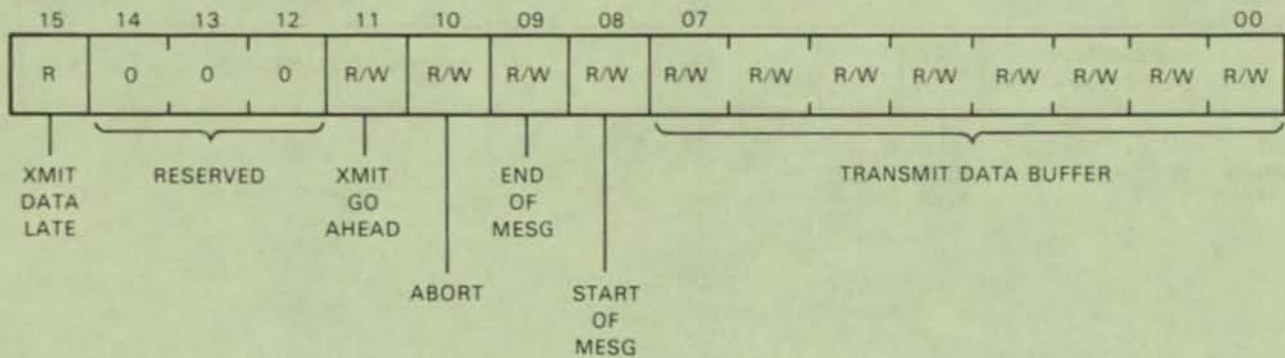 15 14 13 12 11 10 09 08 07 00
R 0 0 0 R/W R/W R/W R/W R/W R/W R/W R/W R/W R/W R/W R/W
XMIT DATA LATE
RESERVED
XMIT GO AHEAD
ABORT
END OF MESG
START OF MESG
TRANSMIT DATA BUFFER